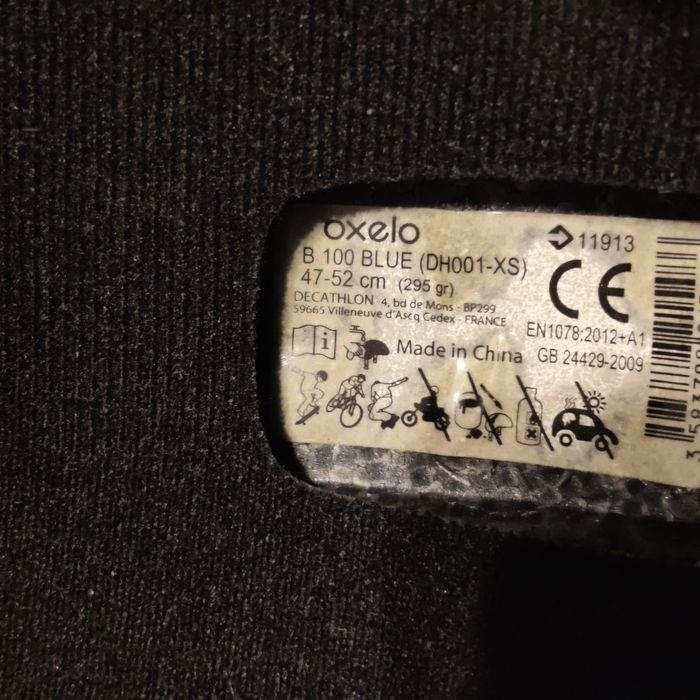 oxelo
11913
B 100 BLUE (DH001-XS)
47-52 cm (295 gr)
DECATHLON 4, bd de Mons - BP299
59665 Villeneuve d'Ascq Cedex - FRANCE
CE
EN1078:2012+A1
Made in China
GB 24429-2009